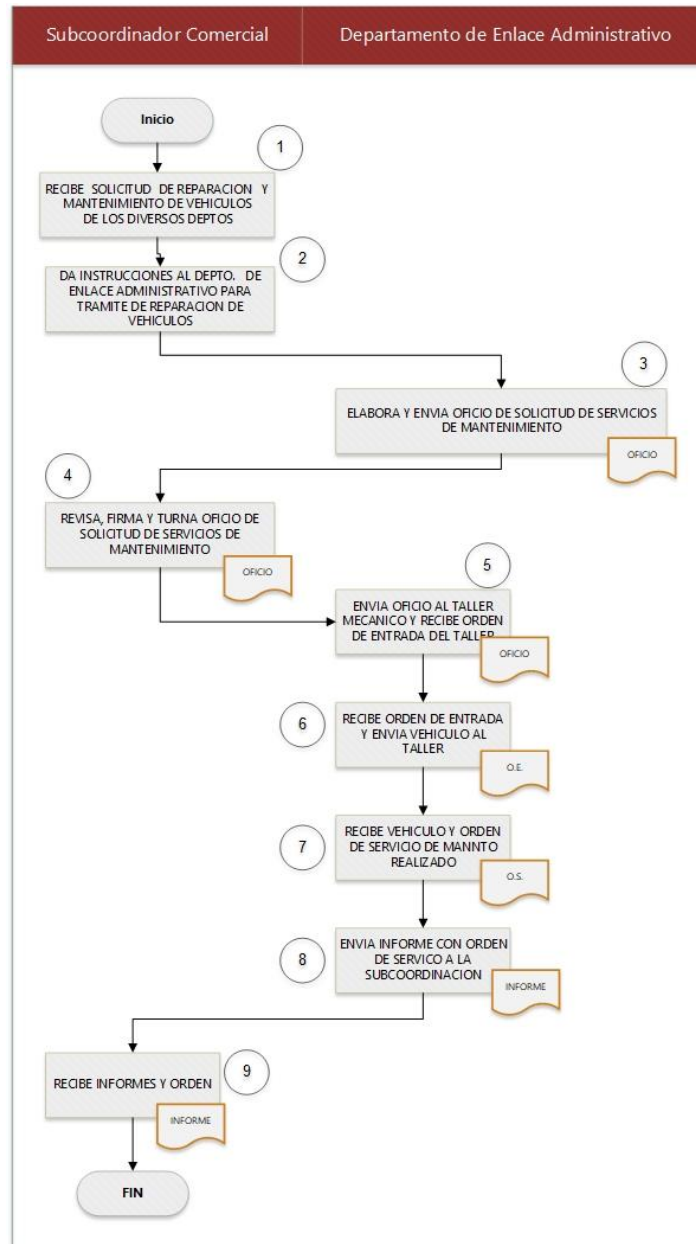 Subcoordinador Comercial
Departamento de Enlace Administrativo
Inicio
1
RECIBE SOLICITUD DE REPARACION Y
MANTENIMIENTO DE VEHICULOS
DE LOS DIVERSOS DEPTOS
2
DA INSTRUCCIONES AL DEPTO. DE
ENLACE ADMINISTRATIVO PARA
TRAMITE DE REPARACION DE
VEHICULOS
3
ELABORA Y ENVIA OFICIO DE SOLICITUD DE SERVICIOS
DE MANTENIMIENTO
OFICIO
4
REVISA, FIRMA Y TURNA OFICIO DE
SOLICITUD DE SERVICIOS DE
MANTENIMIENTO
OFICIO
5
ENVIA OFICIO AL TALLER
MECANICO Y RECIBE ORDEN
DE ENTRADA DEL TALLER
OFICIO
6
RECIBE ORDEN DE ENTRADA
Y ENVIA VEHICULO AL
TALLER
O.E.
7
RECIBE VEHICULO Y ORDEN
DE SERVICIO DE MANNTO
REALIZADO
O.S.
8
ENVIA INFORME CON ORDEN
DE SERVICO A LA
SUBCOORDINACION
INFORME
9
RECIBE INFORMES Y ORDEN
INFORME
FIN